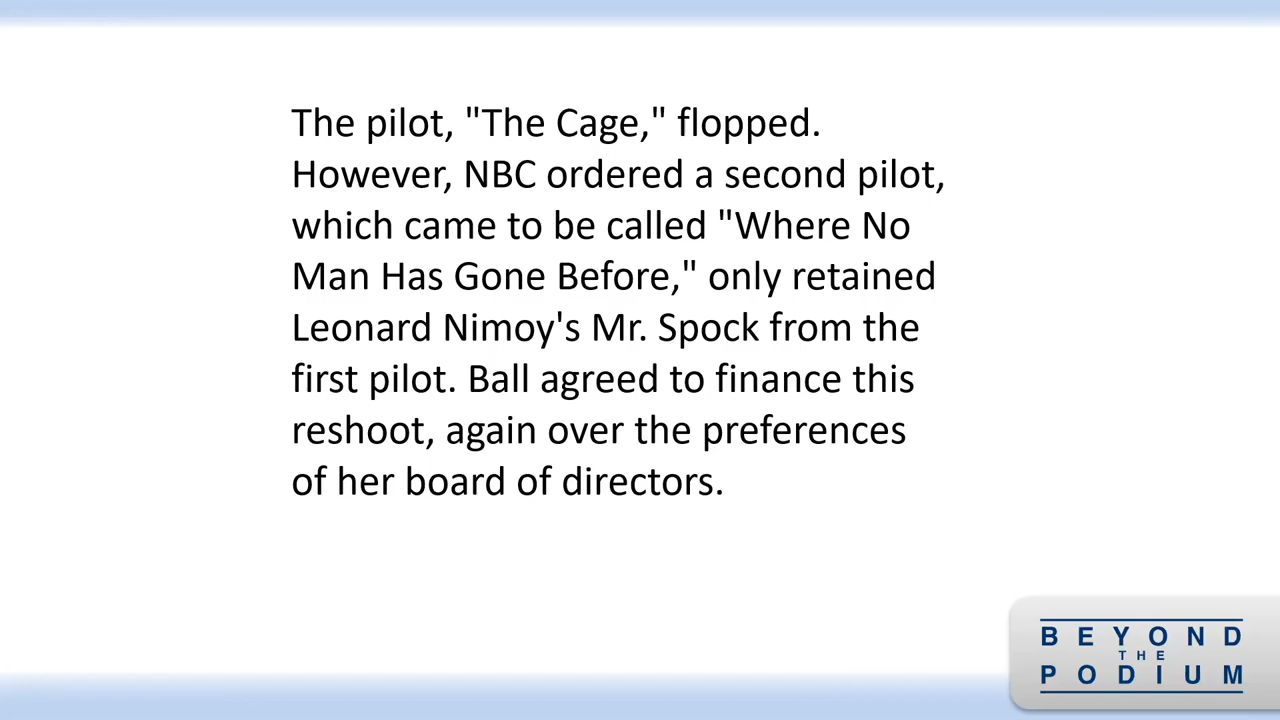 The pilot, "The Cage," flopped.
However, NBC ordered a second pilot,
which came to be called "Where No
Man Has Gone Before," only retained
Leonard Nimoy's Mr. Spock from the
first pilot. Ball agreed to finance this
reshoot, again over the preferences
of her board of directors.
BEYOND
THE
PODIUM